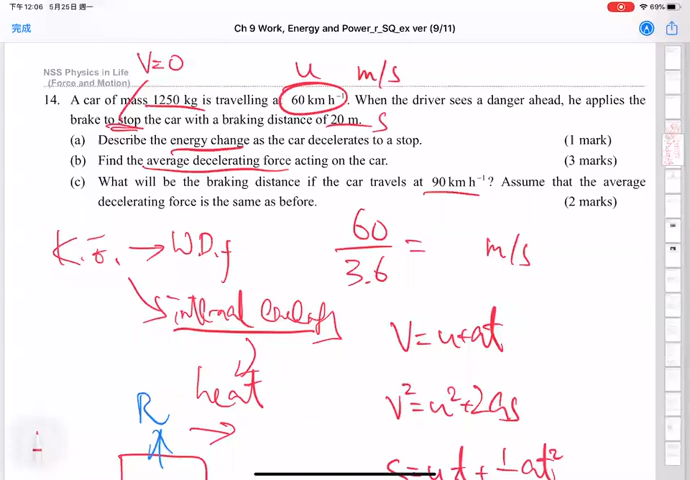 下午12:06 5月25日 週一
69%
完成
Ch 9 Work, Energy and Power_r_SQ_ex ver (9/11)
V=0
u m/s
NSS Physics in Life
(Force and Motion)
14. A car of mass 1250 kg is travelling at 60 km h⁻¹. When the driver sees a danger ahead, he applies the
brake to stop the car with a braking distance of 20 m. S
(a) Describe the energy change as the car decelerates to a stop. (1 mark)
(b) Find the average decelerating force acting on the car. (3 marks)
(c) What will be the braking distance if the car travels at 90 km h⁻¹? Assume that the average
decelerating force is the same as before. (2 marks)
K.E. → W.D.f
60/3.6 = m/s
internal energy
V=u+at
heat
V²=u²+2as
R
S=ut+½at²